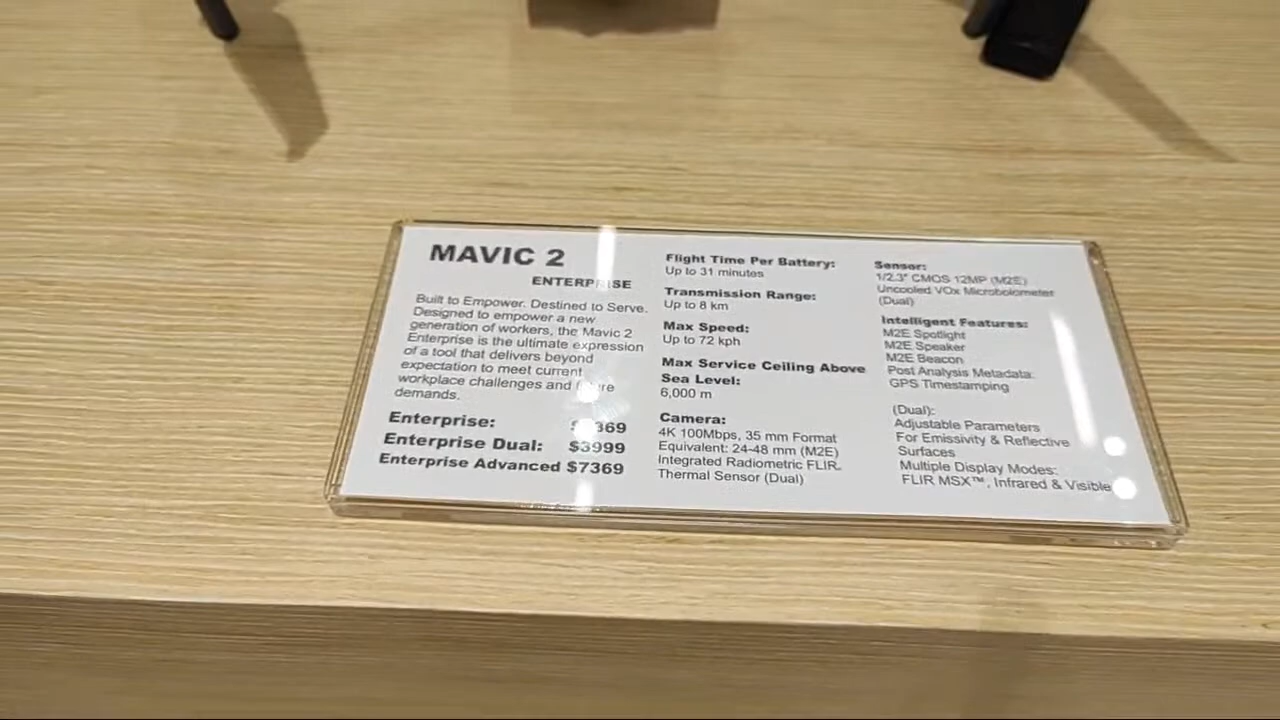 MAVIC 2
ENTERPRISE
Built to Empower. Destined to Serve.
Designed to empower a new
generation of workers, the Mavic 2
Enterprise is the ultimate expression
of a tool that delivers beyond
expectation to meet current
workplace challenges and
demands.
Enterprise:
Enterprise Dual: $3999
Enterprise Advanced $7369
Flight Time Per Battery:
Up to 31 minutes
Transmission Range:
Up to 8 km
Max Speed:
Up to 72 kph
Max Service Ceiling Above
Sea Level:
6,000 m
Camera:
4K 100Mbps, 35 mm Format
Equivalent: 24-48 mm (M2E)
Integrated Radiometric FLIR
Thermal Sensor (Dual)
Sensor:
1/2.3" CMOS 12MP (M2E)
Uncooled VOx Microbolometer
(Dual)
Intelligent Features:
M2E Spotlight
M2E Speaker
M2E Beacon
Post Analysis Metadata:
GPS Timestamping
(Dual):
Adjustable Parameters
For Emissivity & Reflective
Surfaces
Multiple Display Modes:
FLIR MSX™, Infrared & Visible